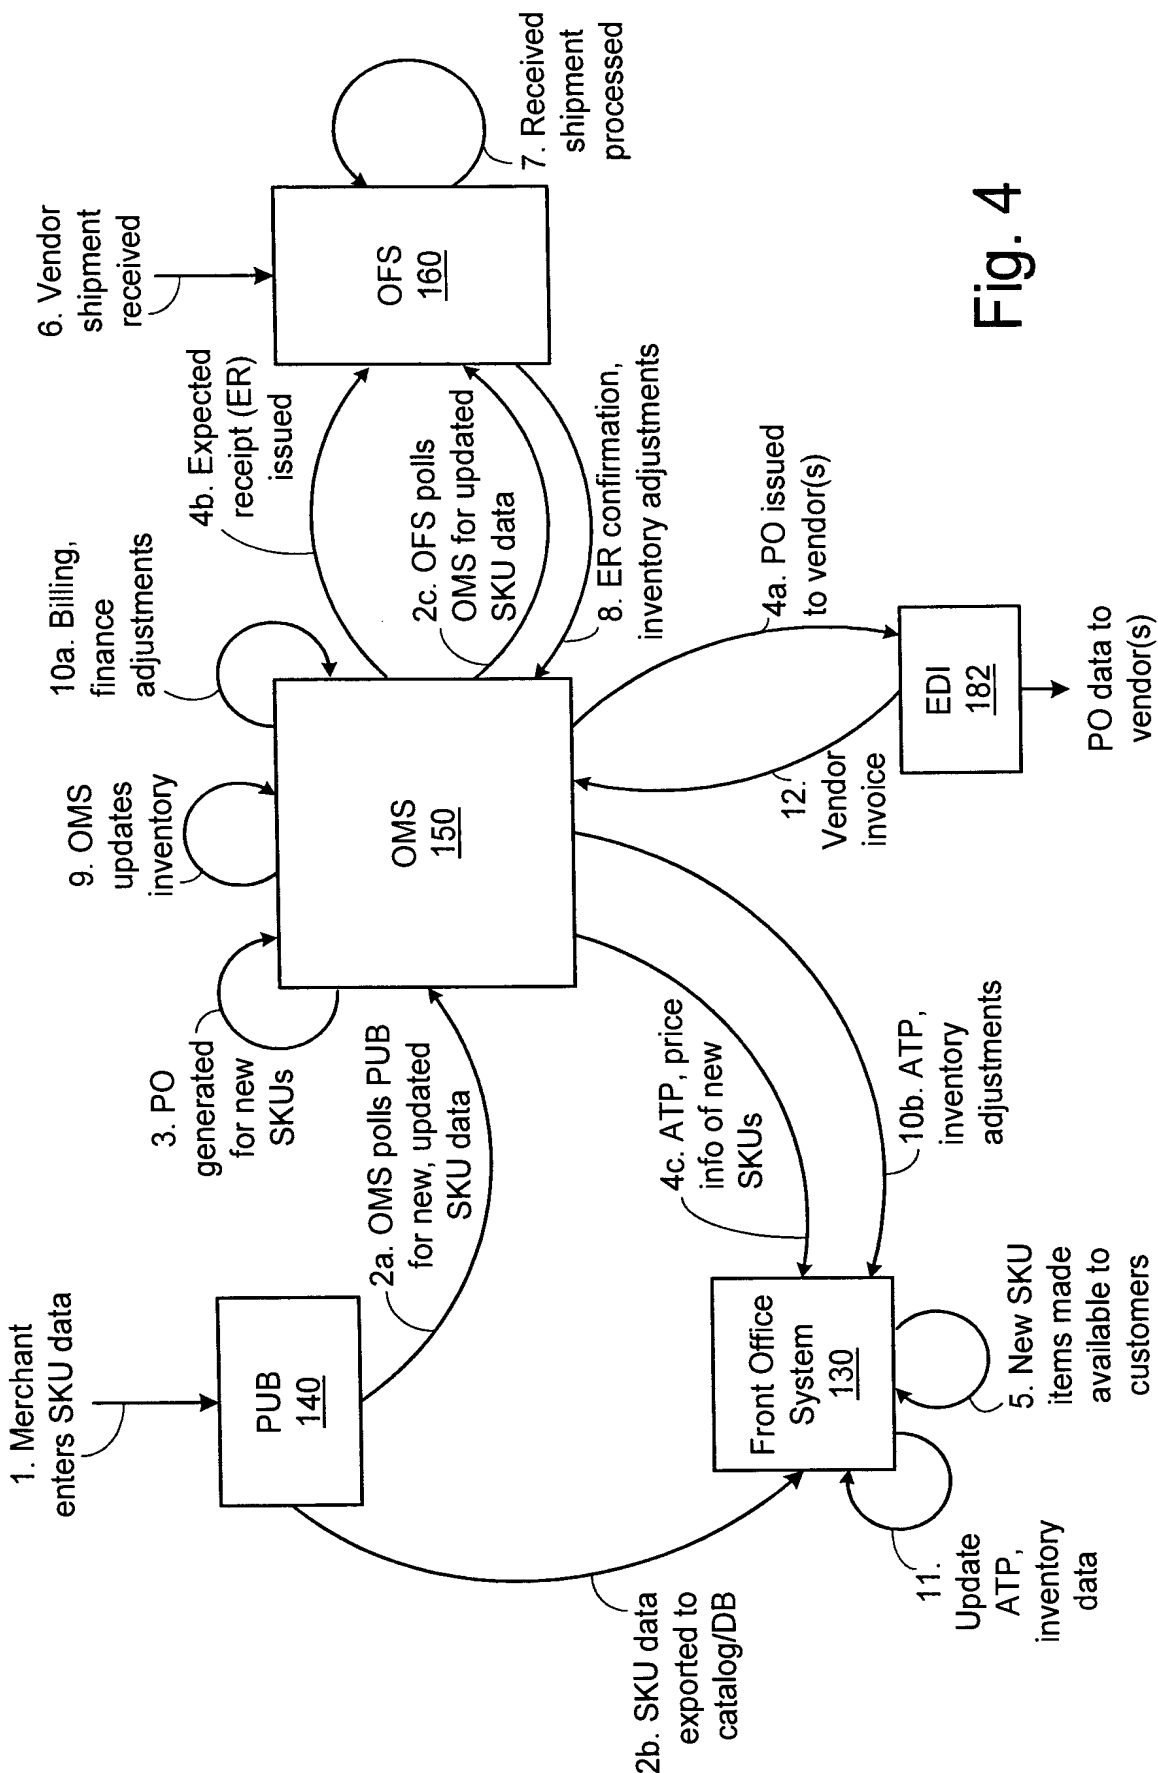 1. Merchant
enters SKU data
PUB
140
2a. OMS polls PUB
for new, updated
SKU data
2b. SKU data
exported to
catalog/DB
3. PO
generated
for new
SKUs
9. OMS
updates
inventory
10a. Billing,
finance
adjustments
OMS
150
4b. Expected
receipt (ER)
issued
2c. OFS polls
OMS for updated
SKU data
8. ER confirmation,
inventory adjustments
6. Vendor
shipment
received
OFS
160
7. Received
shipment
processed
4a. PO issued
to vendor(s)
12.
Vendor
invoice
EDI
182
PO data to
vendor(s)
4c. ATP, price
info of new
SKUs
10b. ATP,
inventory
adjustments
Front Office
System
130
5. New SKU
items made
available to
customers
11.
Update
ATP,
inventory
data
Fig. 4